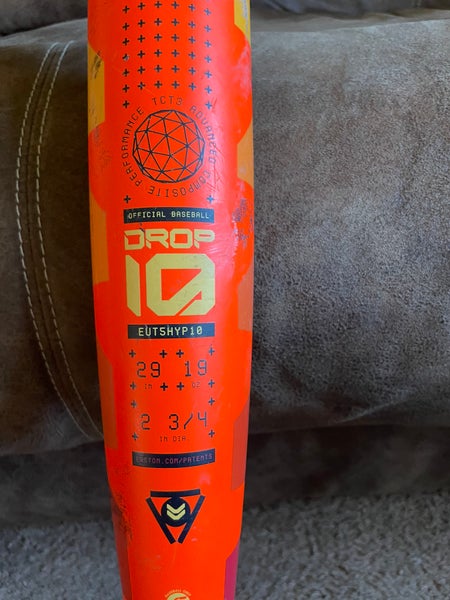 PERFORMANCE TCT3 ADVANCED COMPOSITE
OFFICIAL BASEBALL
DROP
10
EUT5HYP10
29 19
IN OZ
2 3/4
IN DIA.
EASTON.COM/PATENTS